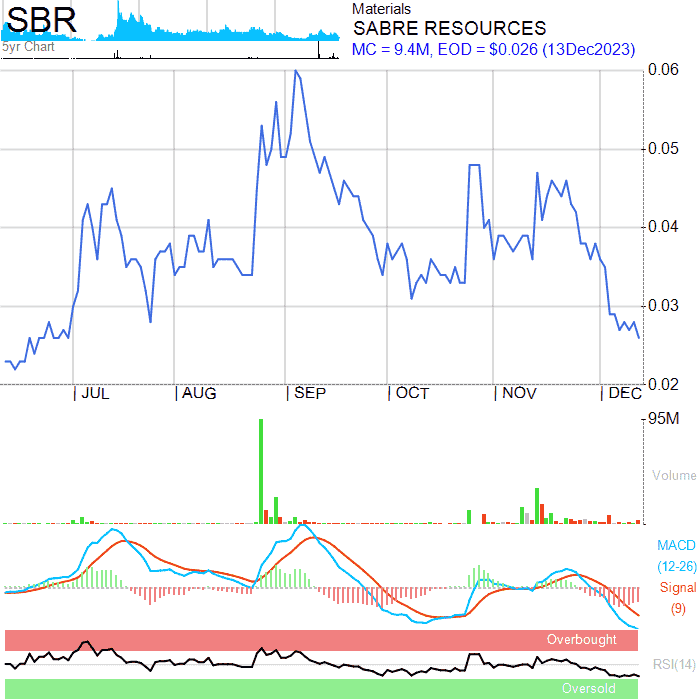 SBR
5yr Chart
Materials
SABRE RESOURCES
MC = 9.4M, EOD = $0.026 (13Dec2023)
0.06
0.05
0.04
0.03
0.02
JUL
AUG
SEP
OCT
NOV
DEC
95M
Volume
MACD
(12-26)
Signal
(9)
Overbought
RSI(14)
Oversold